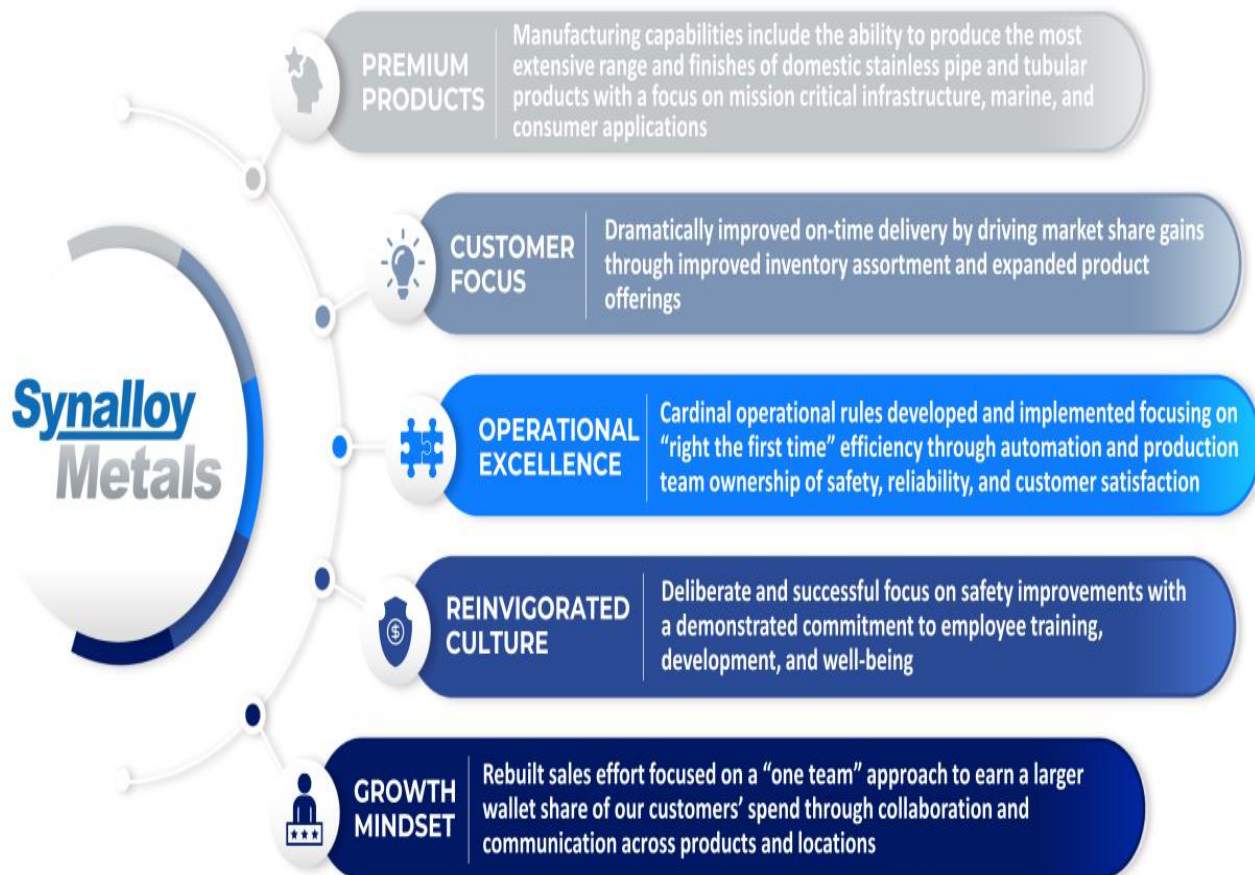 Synalloy
Metals
PREMIUM
PRODUCTS
Manufacturing capabilities include the ability to produce the most
extensive range and finishes of domestic stainless pipe and tubular
products with a focus on mission critical infrastructure, marine, and
consumer applications
CUSTOMER
FOCUS
Dramatically improved on-time delivery by driving market share gains
through improved inventory assortment and expanded product
offerings
OPERATIONAL
EXCELLENCE
Cardinal operational rules developed and implemented focusing on
“right the first time” efficiency through automation and production
team ownership of safety, reliability, and customer satisfaction
REINVIGORATED
CULTURE
$
Deliberate and successful focus on safety improvements with
a demonstrated commitment to employee training,
development, and well-being
GROWTH
MINDSET
Rebuilt sales effort focused on a “one team” approach to earn a larger
wallet share of our customers’ spend through collaboration and
communication across products and locations